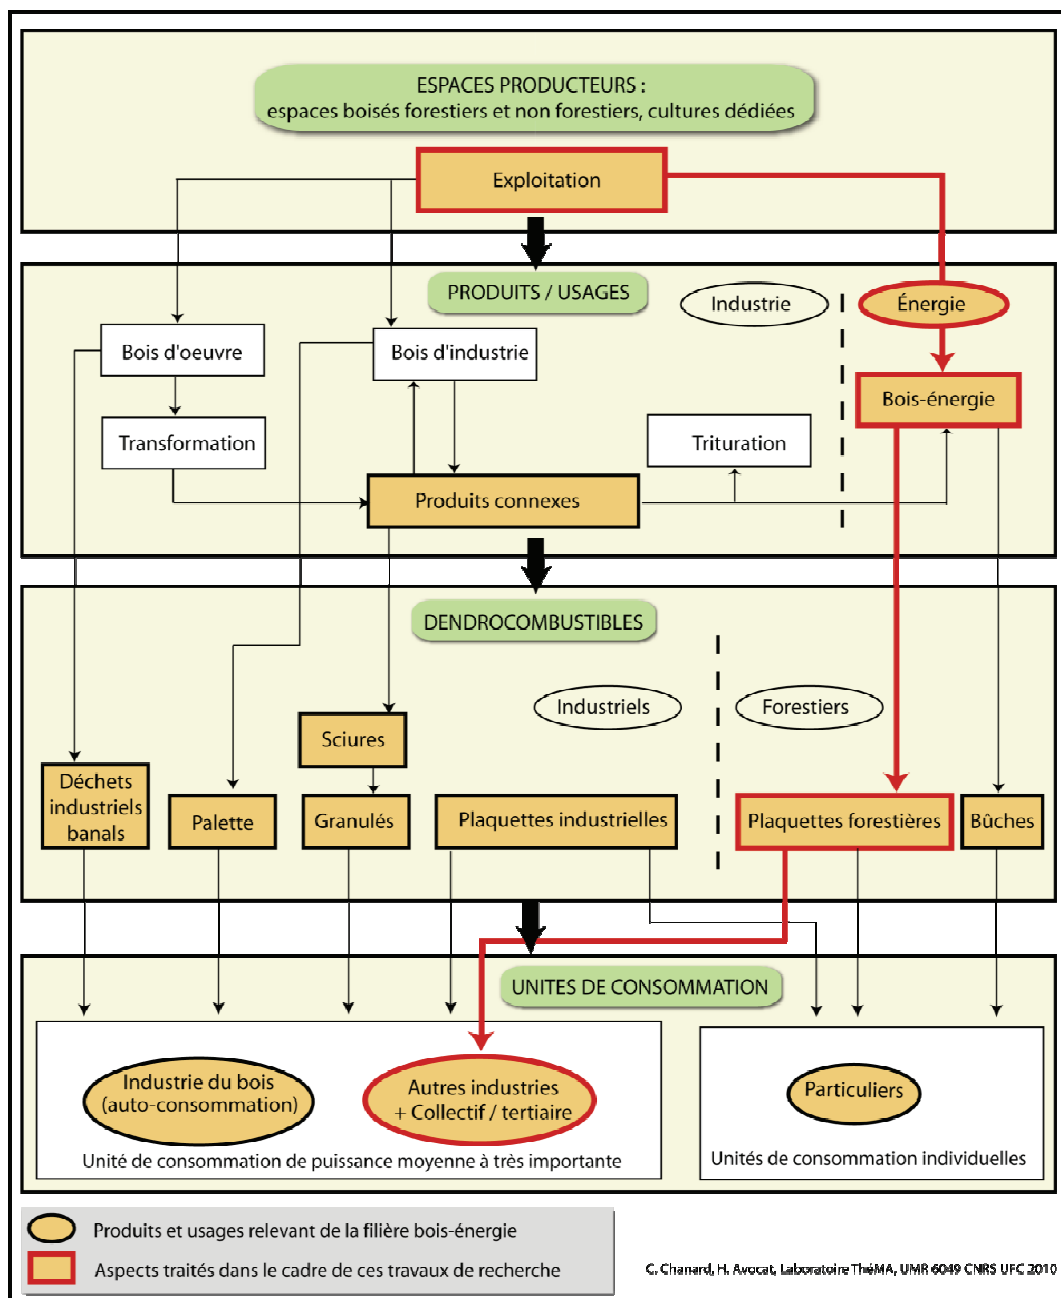 ESPACES PRODUCTEURS :
espaces boisés forestiers et non forestiers, cultures dédiées
Exploitation
PRODUITS / USAGES
Industrie
Énergie
Bois d'oeuvre
Bois d'industrie
Bois-énergie
Transformation
Trituration
Produits connexes
DENDROCOMBUSTIBLES
Industriels
Forestiers
Sciures
Déchets
industriels
banals
Palette
Granulés
Plaquettes industrielles
Plaquettes forestières
Bûches
UNITES DE CONSOMMATION
Industrie du bois
(auto-consommation)
Autres industries
+ Collectif / tertiaire
Particuliers
Unité de consommation de puissance moyenne à très importante
Unités de consommation individuelles
Produits et usages relevant de la filière bois-énergie
Aspects traités dans le cadre de ces travaux de recherche
C. Chanard, H. Avocat, Laboratoire ThéMA, UMR 6049 CNRS UFC 2010